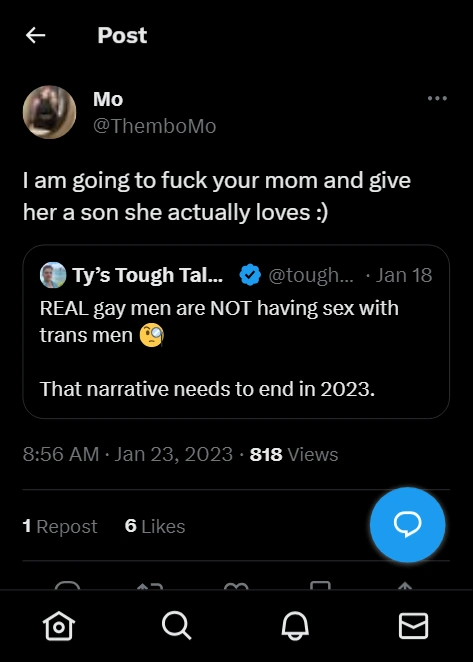 Post
Mo
@ThemboMo
I am going to fuck your mom and give
her a son she actually loves :)
Ty's Tough Tal... @tough... · Jan 18
REAL gay men are NOT having sex with
trans men 🧐
That narrative needs to end in 2023.
8:56 AM · Jan 23, 2023 · 818 Views
1 Repost 6 Likes